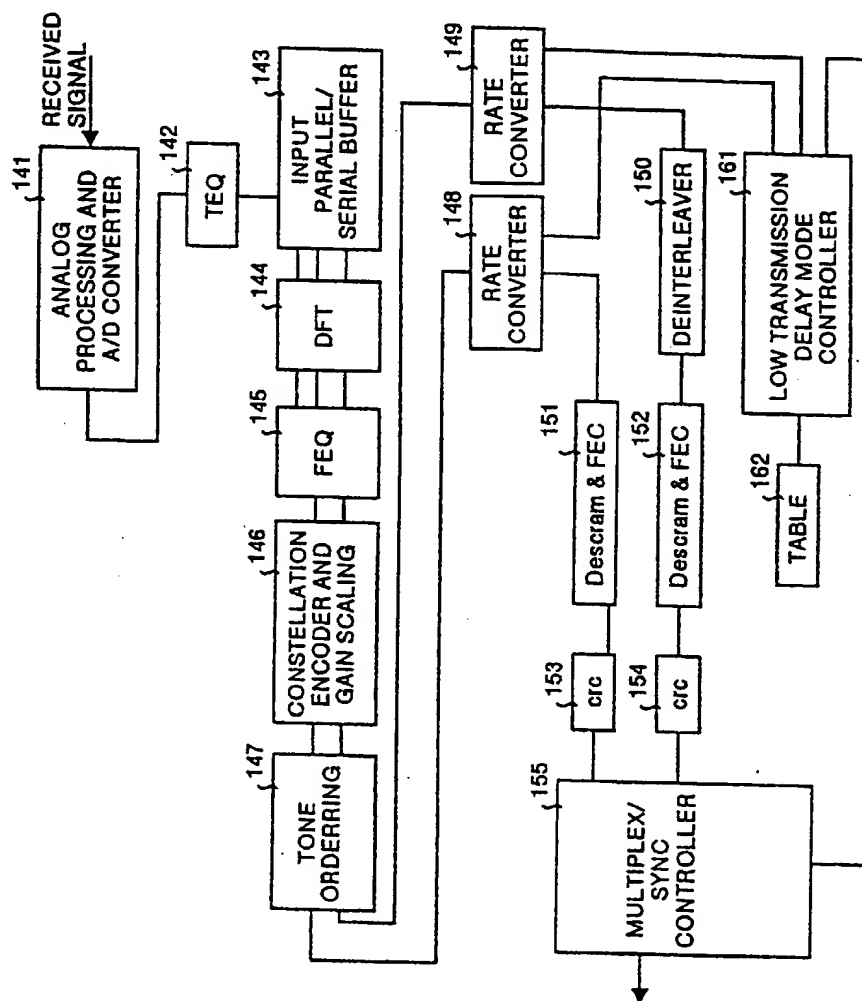 RECEIVED
SIGNAL
141
ANALOG
PROCESSING AND
A/D CONVERTER
142
TEQ
143
INPUT
PARALLEL/
SERIAL BUFFER
144
DFT
145
FEQ
146
CONSTELLATION
ENCODER AND
GAIN SCALING
147
TONE
ORDERRING
148
RATE
CONVERTER
149
RATE
CONVERTER
150
DEINTERLEAVER
151
Descram & FEC
152
Descram & FEC
153
crc
154
crc
155
MULTIPLEX/
SYNC
CONTROLLER
161
LOW TRANSMISSION
DELAY MODE
CONTROLLER
162
TABLE